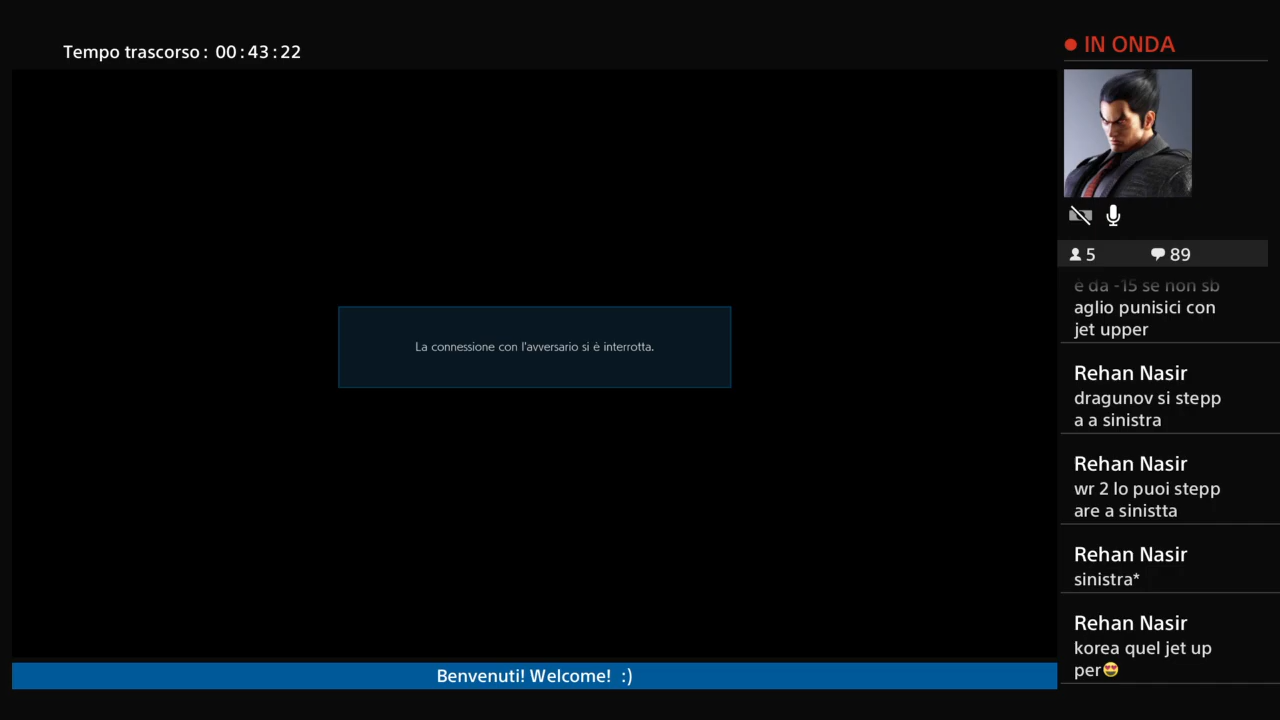 Tempo trascorso : 00:43:22
IN ONDA
5 89
è da -15 se non sb
aglio punisici con
jet upper
Rehan Nasir
dragunov si stepp
a a sinistra
Rehan Nasir
wr 2 lo puoi stepp
are a sinistta
Rehan Nasir
sinistra*
Rehan Nasir
korea quel jet up
per😍
La connessione con l'avversario si è interrotta.
Benvenuti! Welcome! :)